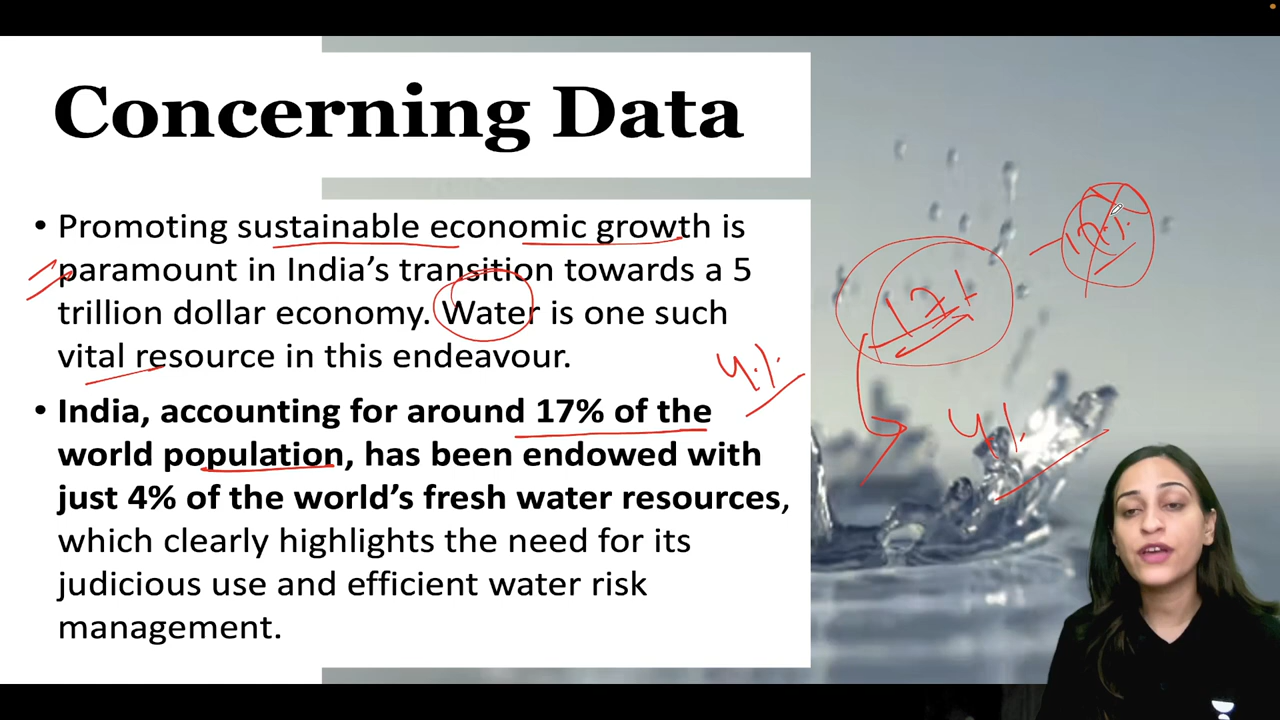 Concerning Data
• Promoting sustainable economic growth is
paramount in India’s transition towards a 5
trillion dollar economy. Water is one such
vital resource in this endeavour.
4%
• India, accounting for around 17% of the
world population, has been endowed with
just 4% of the world’s fresh water resources,
which clearly highlights the need for its
judicious use and efficient water risk
management.
17%
4%